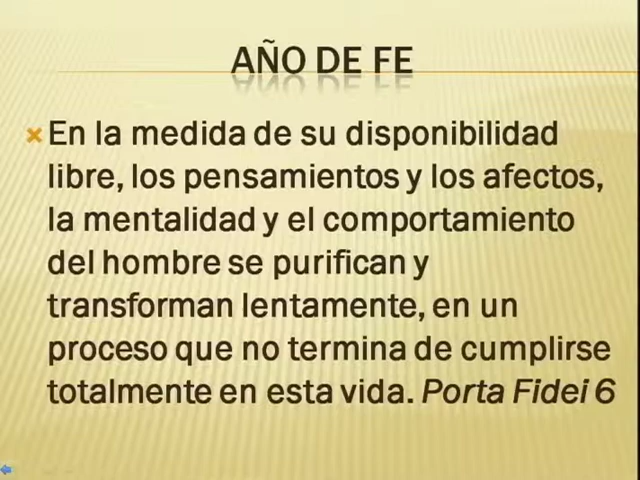 AÑO DE FE
En la medida de su disponibilidad
libre, los pensamientos y los afectos,
la mentalidad y el comportamiento
del hombre se purifican y
transforman lentamente, en un
proceso que no termina de cumplirse
totalmente en esta vida. Porta Fidei 6